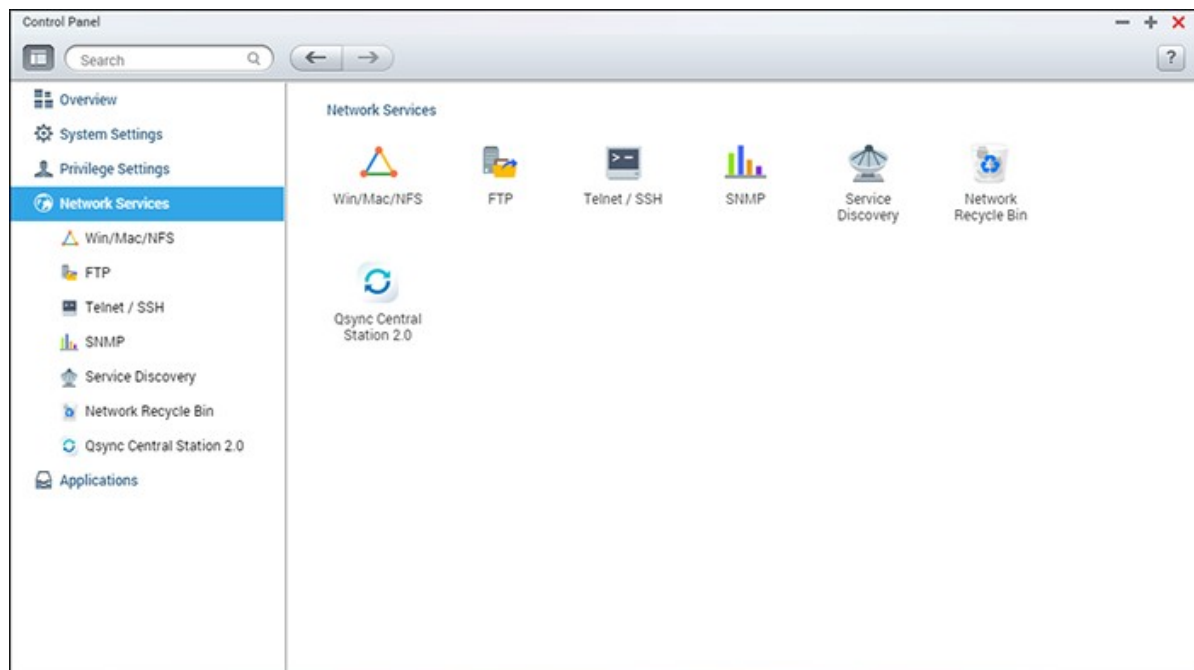 Control Panel
Search
?
Overview
System Settings
Privilege Settings
Network Services
Win/Mac/NFS
FTP
Telnet / SSH
SNMP
Service Discovery
Network Recycle Bin
Qsync Central Station 2.0
Applications
Network Services
Win/Mac/NFS
FTP
Telnet / SSH
SNMP
Service
Discovery
Network
Recycle Bin
Qsync Central
Station 2.0